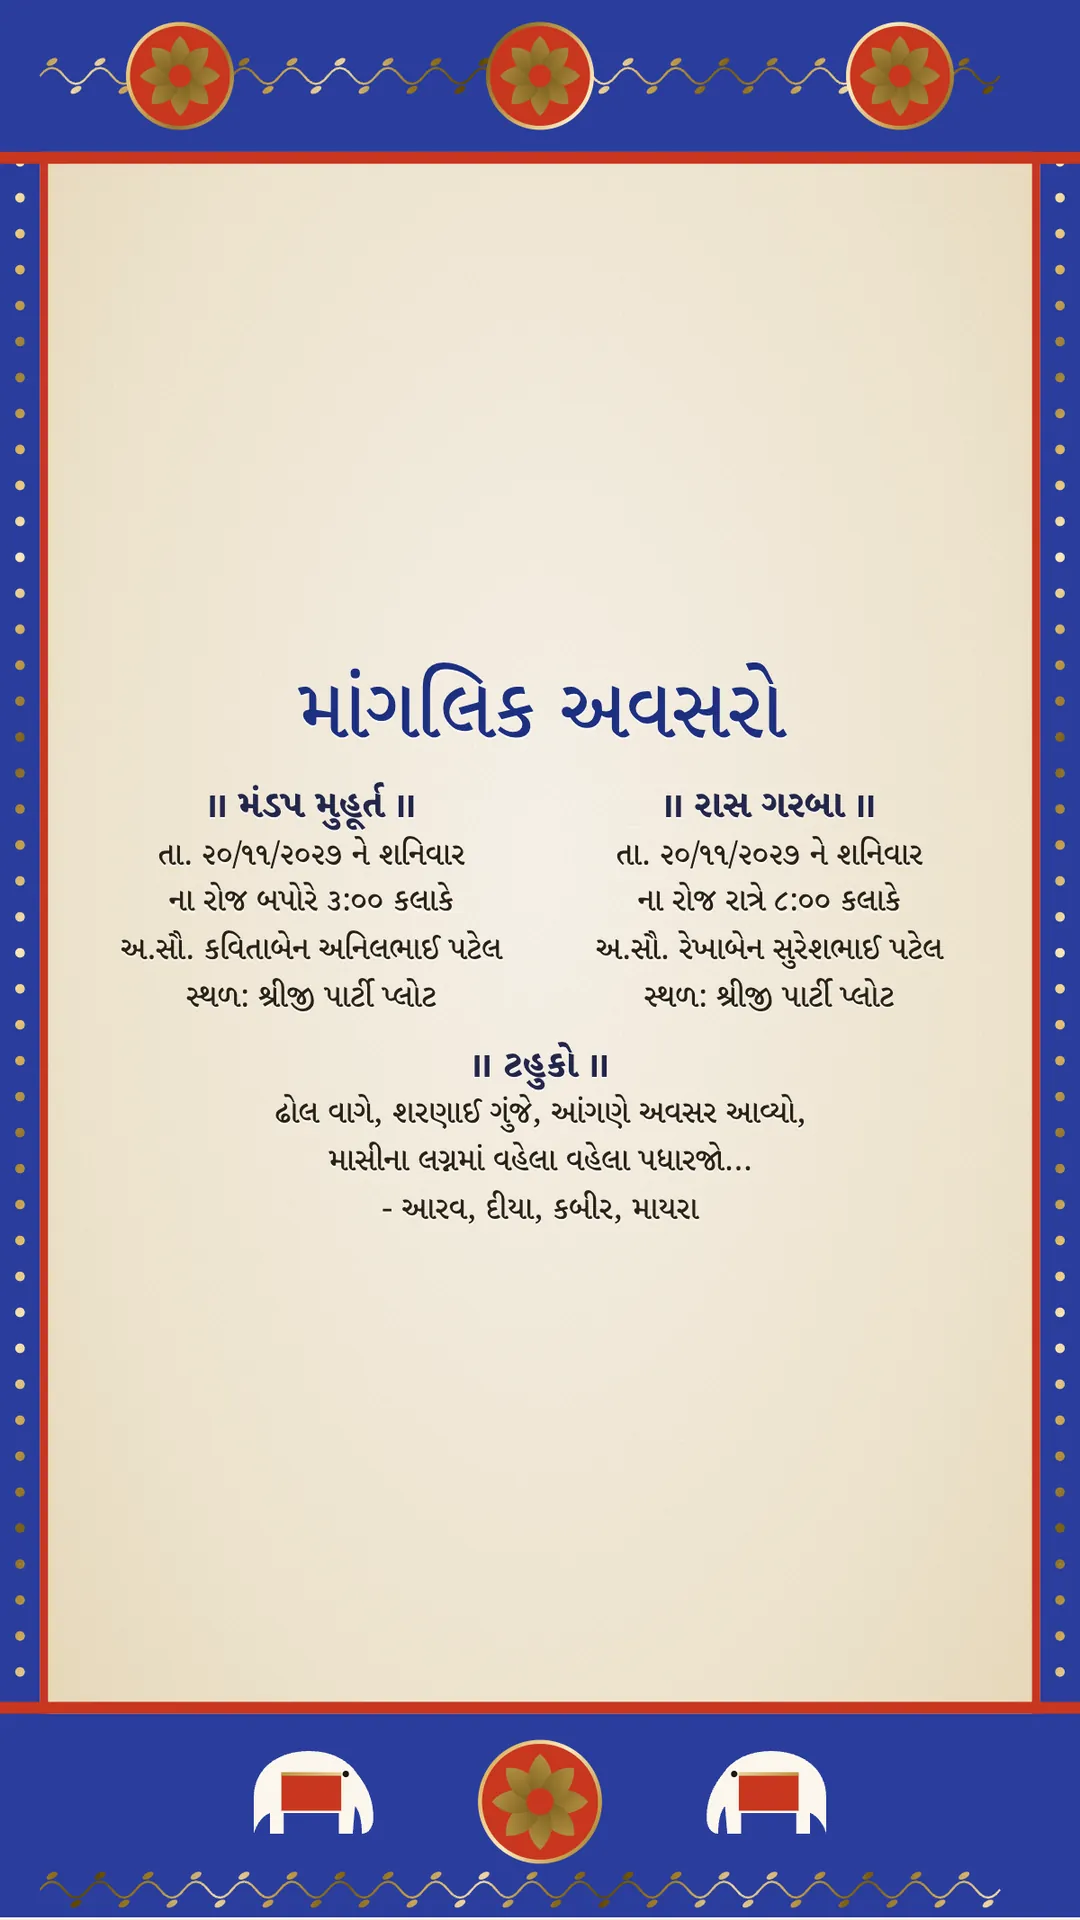 માંગલિક અવસરો
॥ મંડપ મુહૂર્ત ॥
તા. ૨૦/૧૧/૨૦૨૭ ને શનિવાર
ના રોજ બપોરે ૩:૦૦ કલાકે
અ.સૌ. કવિતાબેન અનિલભાઈ પટેલ
સ્થળ: શ્રીજી પાર્ટી પ્લોટ
॥ રાસ ગરબા ॥
તા. ૨૦/૧૧/૨૦૨૭ ને શનિવાર
ના રોજ રાત્રે ૮:૦૦ કલાકે
અ.સૌ. રેખાબેન સુરેશભાઈ પટેલ
સ્થળ: શ્રીજી પાર્ટી પ્લોટ
॥ ટહુકો ॥
ઢોલ વાગે, શરણાઈ ગુંજે, આંગણે અવસર આવ્યો,
માસીના લગ્નમાં વહેલા વહેલા પધારજો...
- આરવ, દીયા, કબીર, માયરા